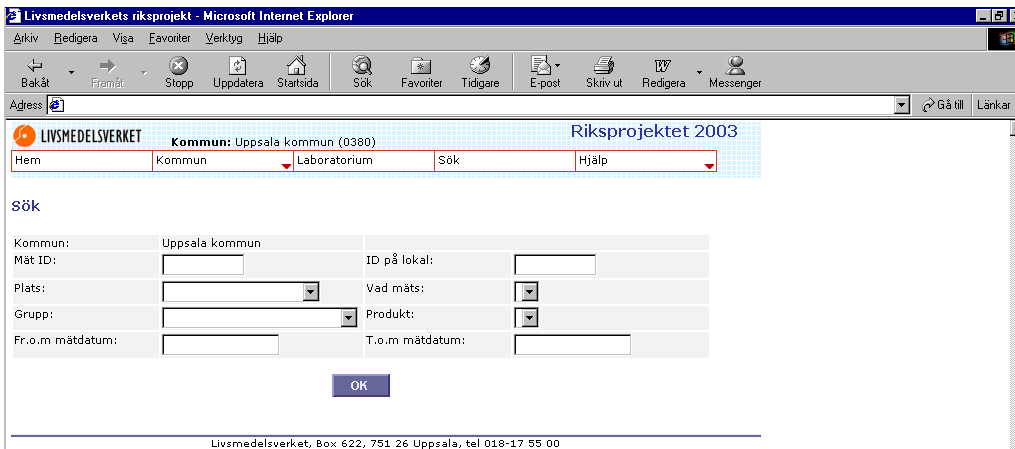 Livsmedelsverkets riksprojekt - Microsoft Internet Explorer
Arkiv Redigera Visa Favoriter Verktyg Hjälp
Bakåt Framåt Stopp Uppdatera Startsida Sök Favoriter Tidigare E-post Skriv ut Redigera Messenger
Adress Gå till Länkar
LIVSMEDELSVERKET Kommun: Uppsala kommun (0380) Riksprojektet 2003
Hem Kommun Laboratorium Sök Hjälp
Sök
Kommun: Uppsala kommun
Mät ID: ID på lokal:
Plats: Vad mäts:
Grupp: Produkt:
Fr.o.m mätdatum: T.o.m mätdatum:
OK
Livsmedelsverket, Box 622, 751 26 Uppsala, tel 018-17 55 00